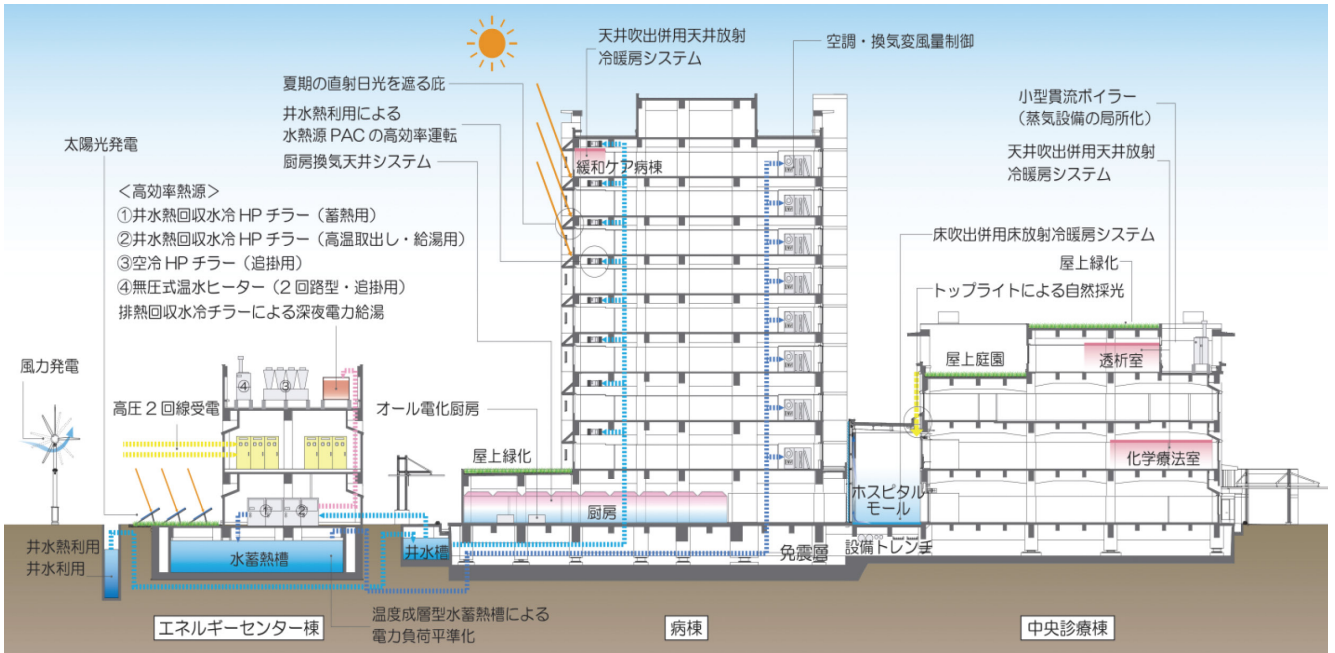 天井吹出併用天井放射
冷暖房システム
空調・換気変風量制御
夏期の直射日光を遮る庇
井水熱利用による
水熱源 PAC の高効率運転
厨房換気天井システム
小型貫流ボイラー
（蒸気設備の局所化）
天井吹出併用天井放射
冷暖房システム
太陽光発電
＜高効率熱源＞
①井水熱回収水冷 HP チラー（蓄熱用）
②井水熱回収水冷 HP チラー（高温取出し・給湯用）
③空冷 HP チラー（追掛用）
④無圧式温水ヒーター（2 回路型・追掛用）
排熱回収水冷チラーによる深夜電力給湯
緩和ケア病棟
床吹出併用床放射冷暖房システム
屋上緑化
トップライトによる自然採光
風力発電
高圧 2 回線受電
④
③
オール電化厨房
屋上庭園
透析室
屋上緑化
化学療法室
①
②
厨房
ホスピタル
モール
井水熱利用
井水利用
水蓄熱槽
井水槽
免震層
設備トレンチ
温度成層型水蓄熱槽による
電力負荷平準化
エネルギーセンター棟
病棟
中央診療棟